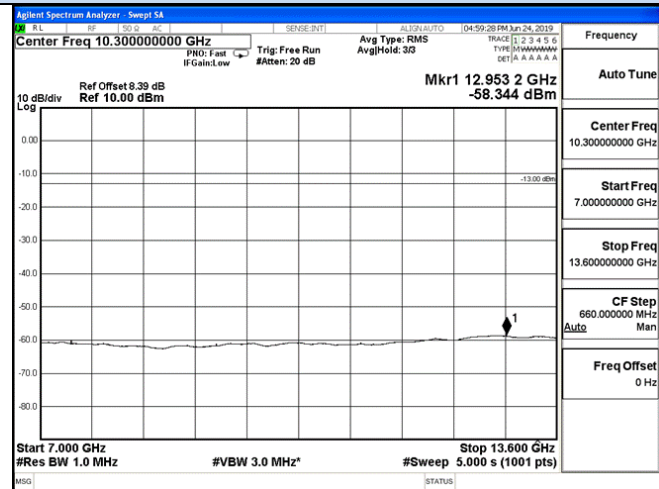 Agilent Spectrum Analyzer - Swept SA
RL RF 50 Ω AC SENSE:INT ALIGN AUTO 04:59:28 PM Jun 24, 2019
Center Freq 10.300000000 GHz
PNO: Fast
IFGain:Low
Trig: Free Run
#Atten: 20 dB
Avg Type: RMS
Avg|Hold: 3/3
TRACE 1 2 3 4 5 6
TYPE M WWWWW
DET A A A A A A
Ref Offset 8.39 dB
10 dB/div Ref 10.00 dBm
Log
Mkr1 12.953 2 GHz
-58.344 dBm
0.00
-10.0
-13.00 dBm
-20.0
-30.0
-40.0
-50.0
-60.0
-70.0
-80.0
1
Start 7.000 GHz Stop 13.600 GHz
#Res BW 1.0 MHz #VBW 3.0 MHz* #Sweep 5.000 s (1001 pts)
MSG STATUS
Frequency
Auto Tune
Center Freq
10.300000000 GHz
Start Freq
7.000000000 GHz
Stop Freq
13.600000000 GHz
CF Step
660.000000 MHz
Auto Man
Freq Offset
0 Hz